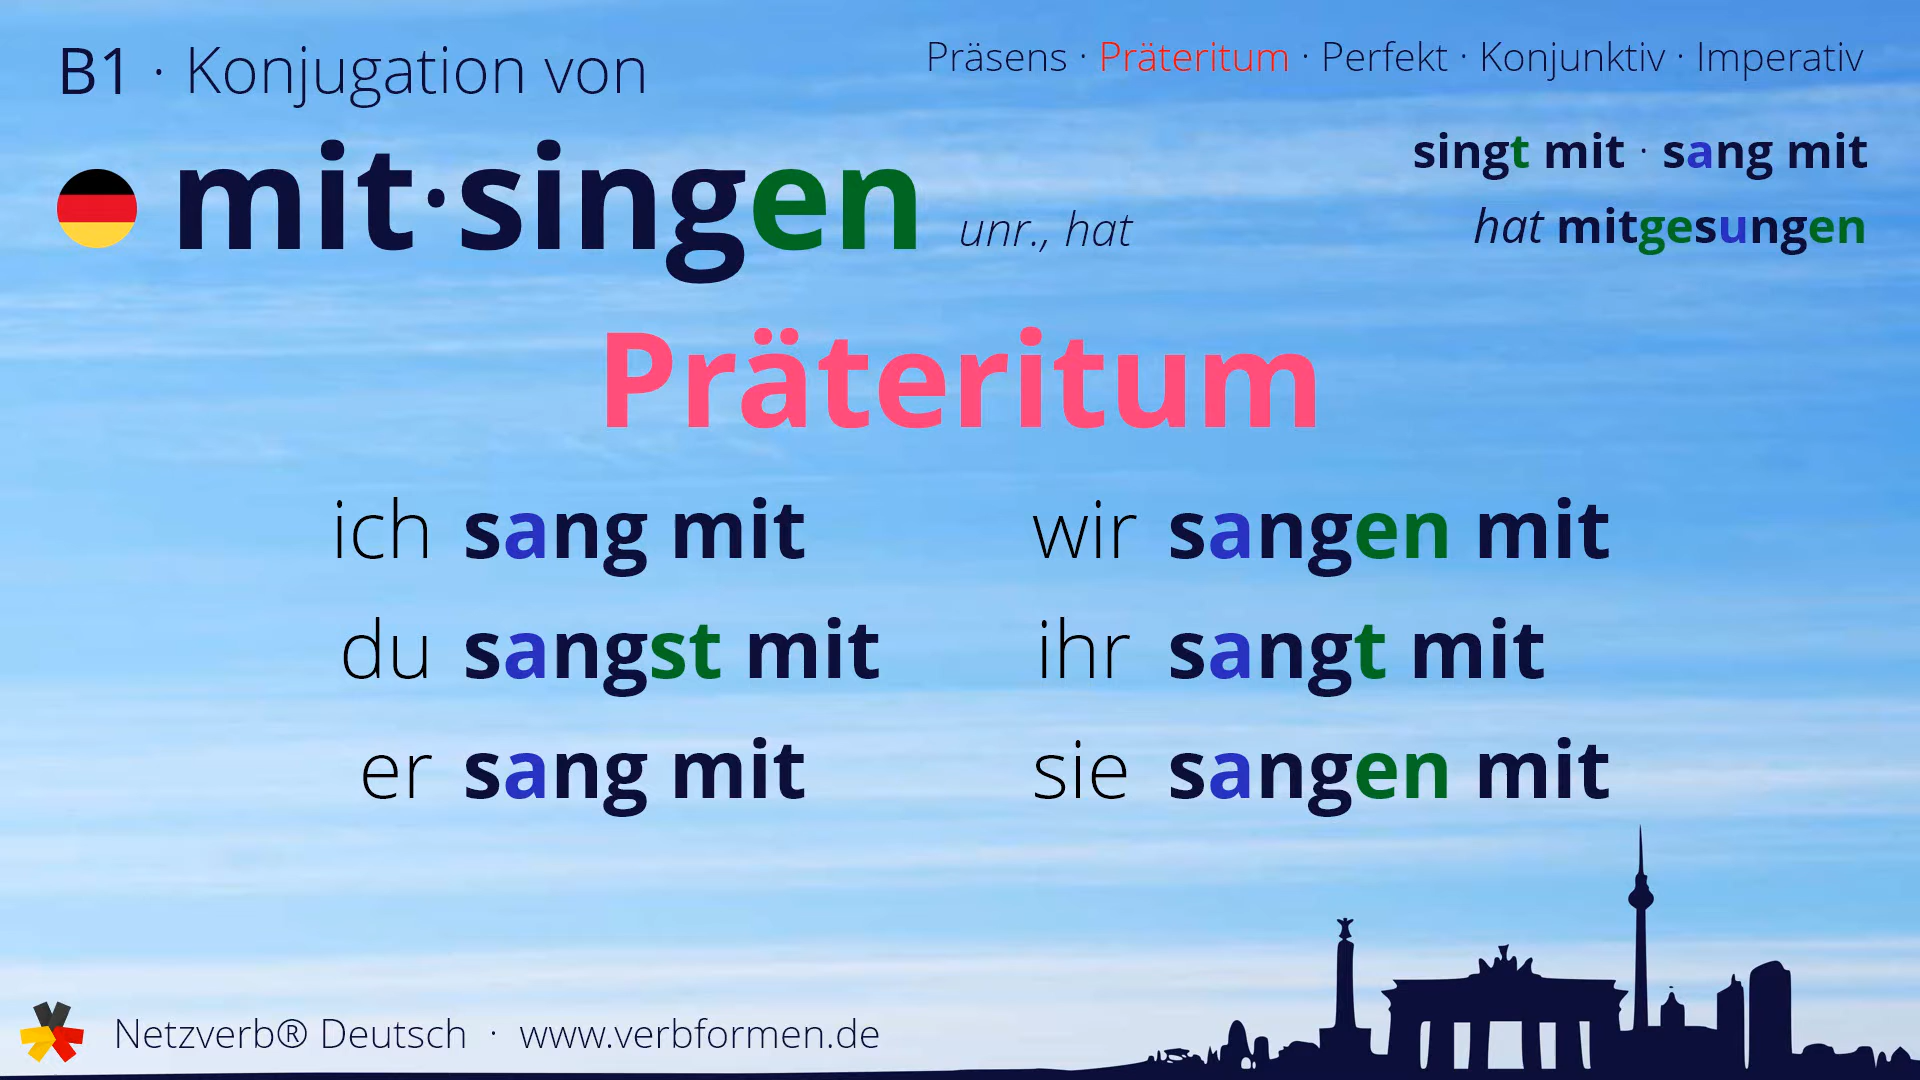 B1 · Konjugation von
Präsens · Präteritum · Perfekt · Konjunktiv · Imperativ
mit·singen unr., hat
singt mit · sang mit
hat mitgesungen
Präteritum
ich sang mit
du sangst mit
er sang mit
wir sangen mit
ihr sangt mit
sie sangen mit
Netzverb® Deutsch · www.verbformen.de